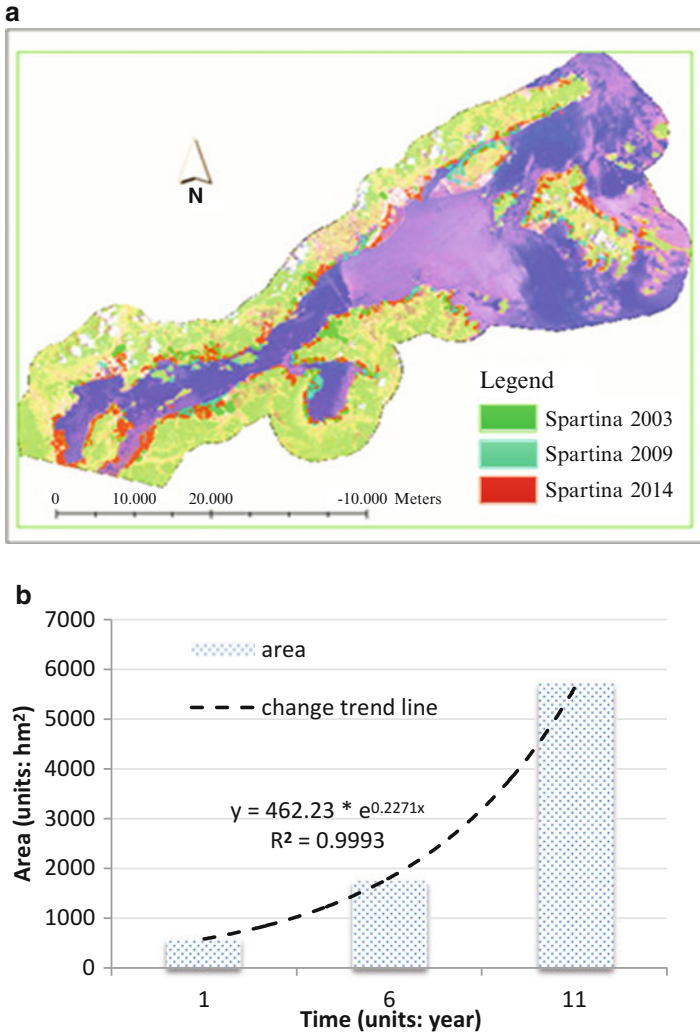 a
N
Legend
Spartina 2003
Spartina 2009
Spartina 2014
0 10.000 20.000 -10.000 Meters
b
7000
6000
5000
4000
3000
2000
1000
0
Area (units: hm²)
area
change trend line
y = 462.23 * e^0.2271x
R² = 0.9993
1 6 11
Time (units: year)